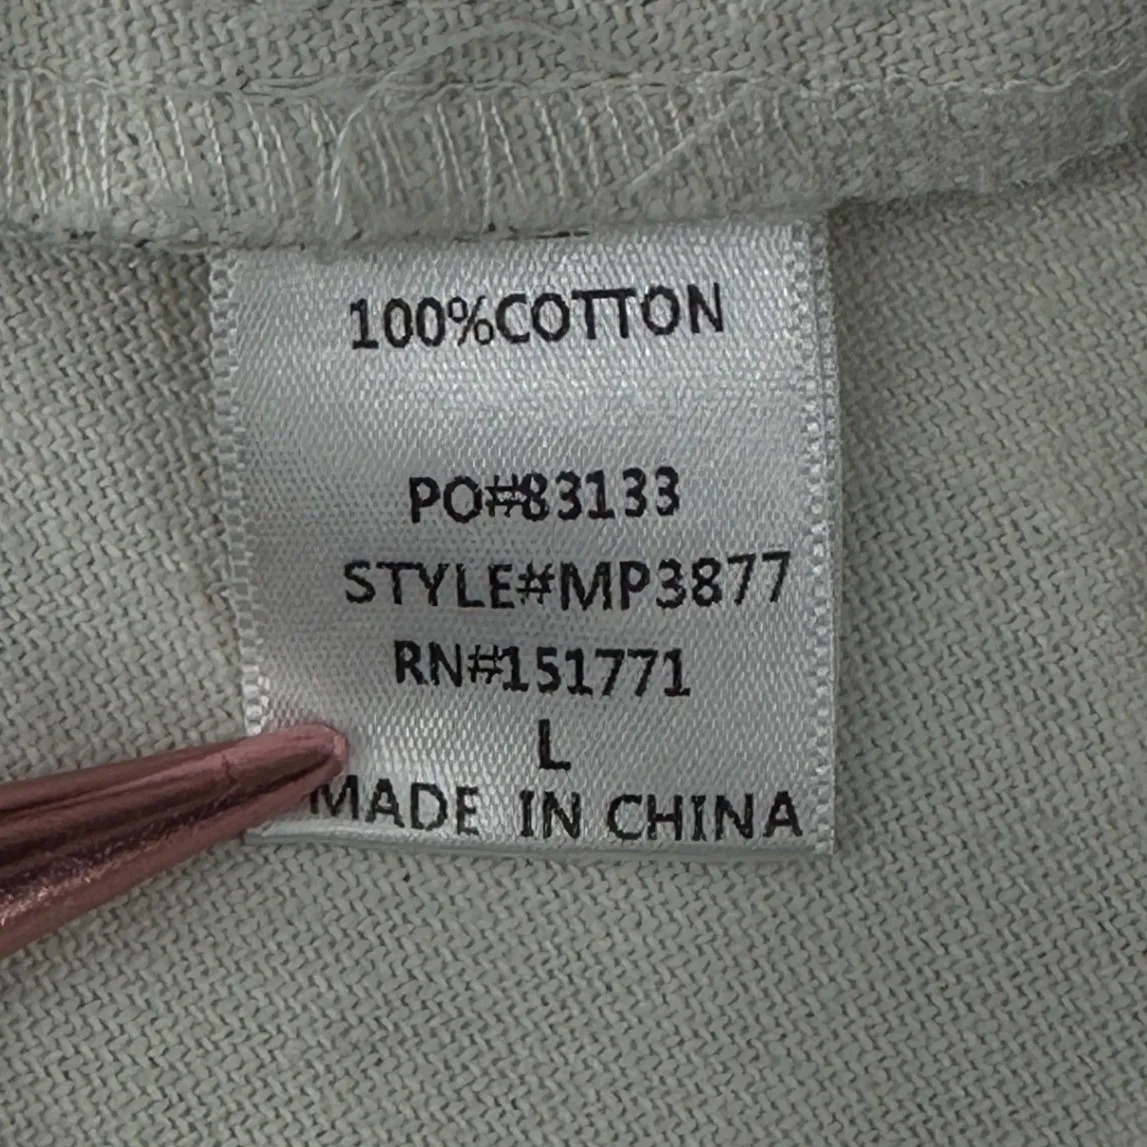 100%COTTON
PO#83133
STYLE#MP3877
RN#151771
L
MADE IN CHINA